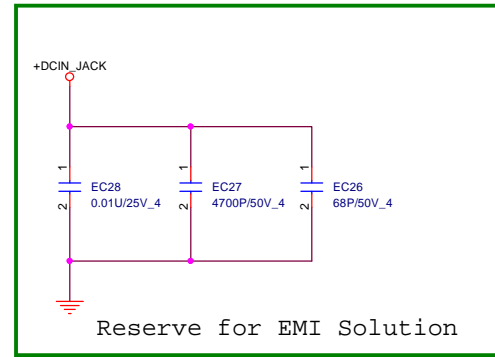 +DCIN_JACK
1 1 1
EC28 EC27 EC26
0.01U/25V_4 4700P/50V_4 68P/50V_4
2 2 2
Reserve for EMI Solution